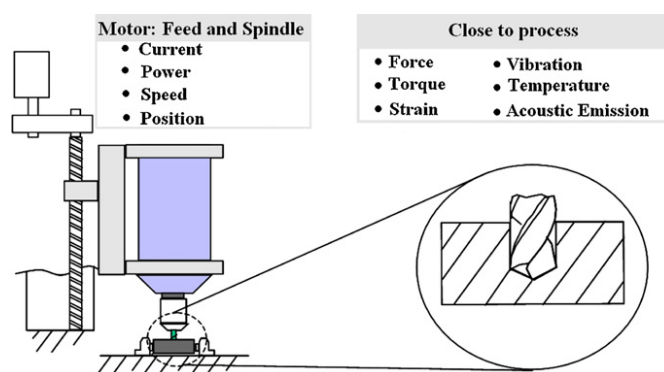 Motor: Feed and Spindle
• Current
• Power
• Speed
• Position
Close to process
• Force
• Torque
• Strain
• Vibration
• Temperature
• Acoustic Emission